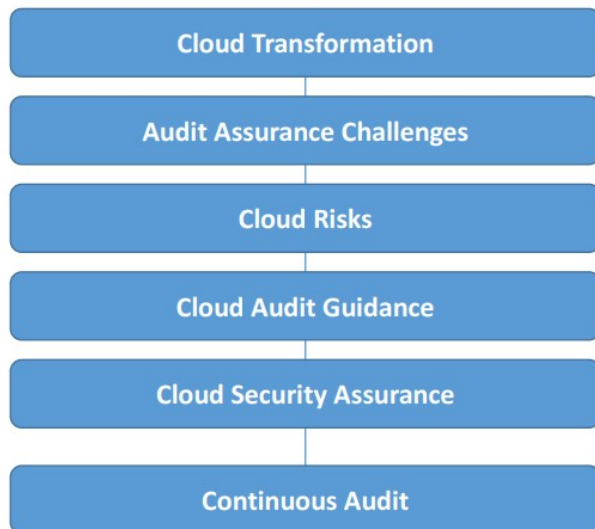 Cloud Transformation
Audit Assurance Challenges
Cloud Risks
Cloud Audit Guidance
Cloud Security Assurance
Continuous Audit